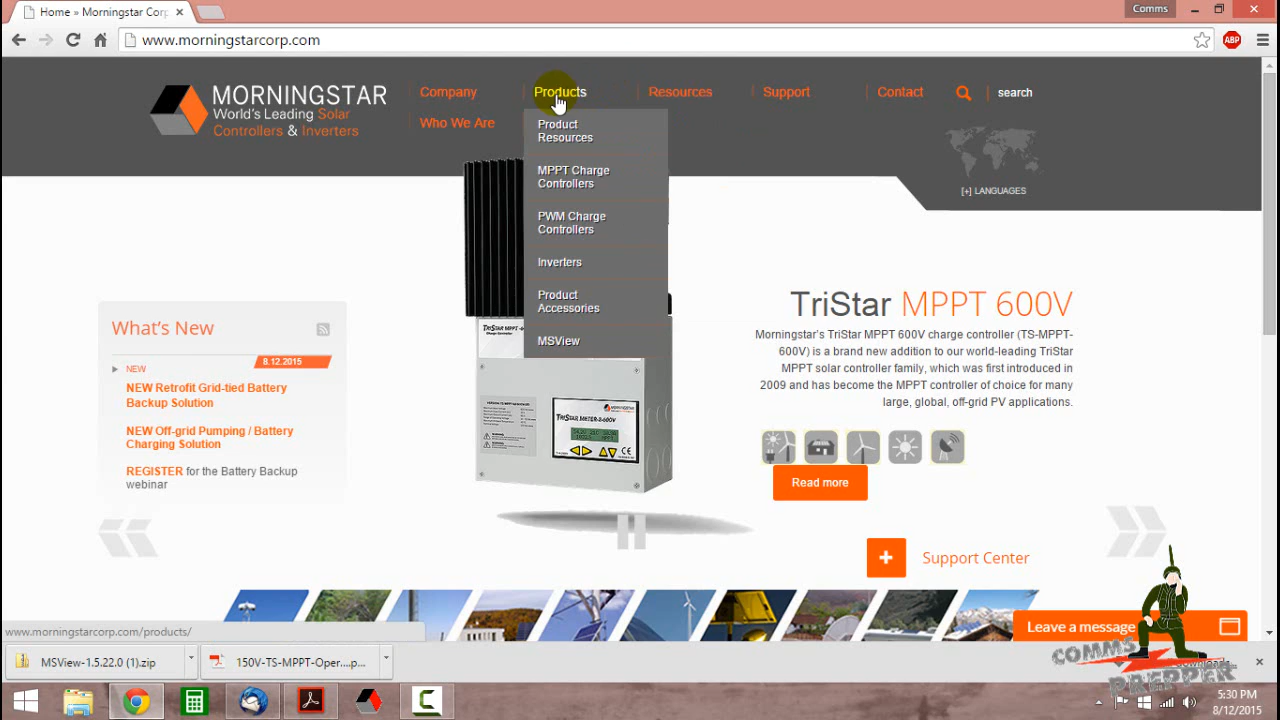 Home » Morningstar Corp
Comms
www.morningstarcorp.com
ABP
MORNINGSTAR
World's Leading Solar
Controllers & Inverters
Company
Products
Resources
Support
Contact
search
Who We Are
[+] LANGUAGES
Product
Resources
MPPT Charge
Controllers
PWM Charge
Controllers
Inverters
Product
Accessories
MSView
What's New
8.12.2015
NEW
NEW Retrofit Grid-tied Battery
Backup Solution
NEW Off-grid Pumping / Battery
Charging Solution
REGISTER for the Battery Backup
webinar
TriStar MPPT 600V
Morningstar's TriStar MPPT 600V charge controller (TS-MPPT-
600V) is a brand new addition to our world-leading TriStar
MPPT solar controller family, which was first introduced in
2009 and has become the MPPT controller of choice for many
large, global, off-grid PV applications.
Read more
Support Center
TRISTAR METER-2-600V
Leave a message
www.morningstarcorp.com/products/
MSView-1.5.22.0 (1).zip
150V-TS-MPPT-Oper....p...
COMMS
PREPPER
5:30 PM
8/12/2015